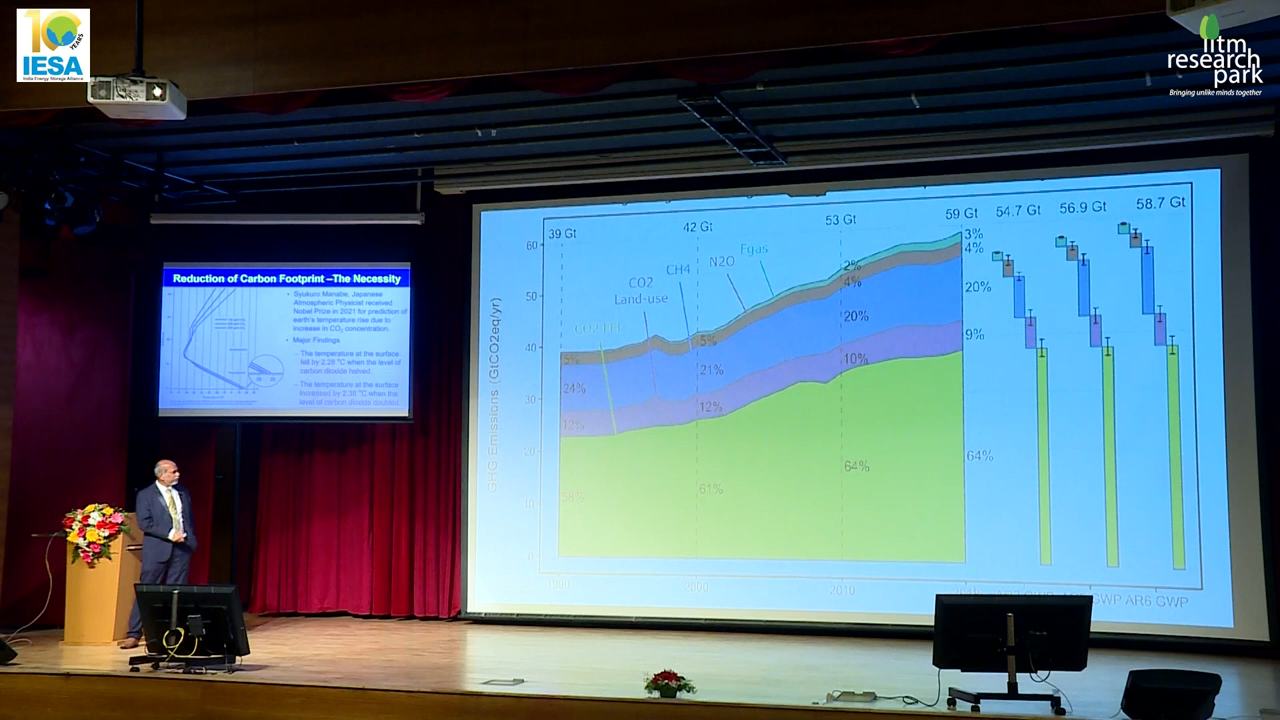 10
YEARS
IESA
India Energy Storage Alliance
iitm
research
park
Bringing unlike minds together
Reduction of Carbon Footprint –The Necessity
• Syukuro Manabe, Japanese
Atmospheric Physicist received
Nobel Prize in 2021 for prediction of
earth's temperature rise due to
increase in CO2 concentration.
• Major Findings
– The temperature at the surface
fell by 2.28 °C when the level of
carbon dioxide halved.
– The temperature at the surface
increased by 2.36 °C when the
level of carbon dioxide doubled.
39 Gt
42 Gt
53 Gt
59 Gt
54.7 Gt
56.9 Gt
58.7 Gt
GHG Emissions (GtCO2eq/yr)
60
50
40
30
20
10
0
Fgas
N2O
CH4
CO2
Land-use
CO2 FFI
5%
24%
13%
58%
5%
21%
12%
61%
2%
4%
20%
10%
64%
3%
4%
20%
9%
64%
1990
2000
2010
GWP
AR6 GWP